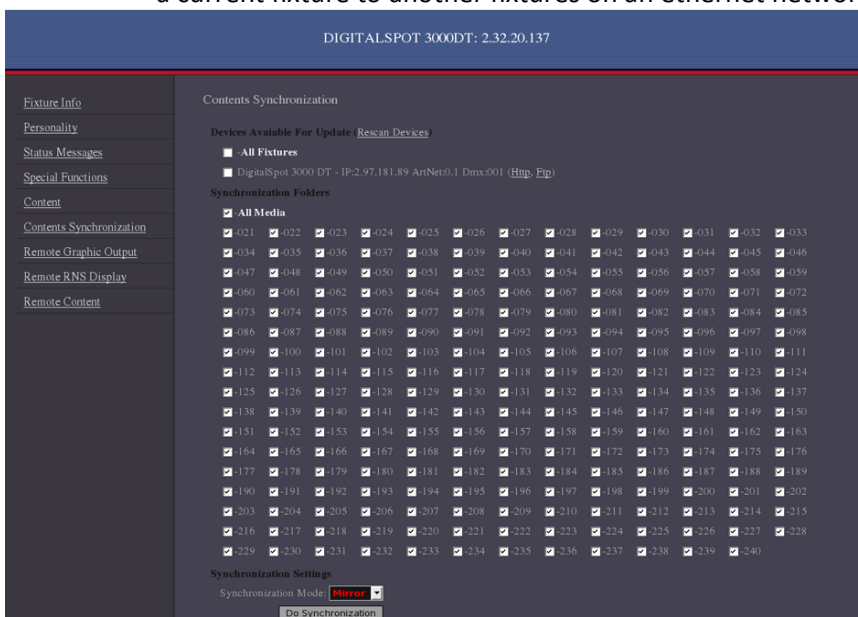 a current fixture to another fixtures on an ethernet networ
DIGITALSPOT 3000DT: 2.32.20.137
Fixture Info
Personality
Status Messages
Special Functions
Content
Contents Synchronization
Remote Graphic Output
Remote RNS Display
Remote Content
Contents Synchronization
Devices Avaiable For Update (Rescan Devices)
-All Fixtures
DigitalSpot 3000 DT - IP:2.97.181.89 ArtNet:0.1 Dmx:001 (Http, Ftp)
Synchronization Folders
-All Media
-021 -022 -023 -024 -025 -026 -027 -028 -029 -030 -031 -032 -033
-034 -035 -036 -037 -038 -039 -040 -041 -042 -043 -044 -045 -046
-047 -048 -049 -050 -051 -052 -053 -054 -055 -056 -057 -058 -059
-060 -061 -062 -063 -064 -065 -066 -067 -068 -069 -070 -071 -072
-073 -074 -075 -076 -077 -078 -079 -080 -081 -082 -083 -084 -085
-086 -087 -088 -089 -090 -091 -092 -093 -094 -095 -096 -097 -098
-099 -100 -101 -102 -103 -104 -105 -106 -107 -108 -109 -110 -111
-112 -113 -114 -115 -116 -117 -118 -119 -120 -121 -122 -123 -124
-125 -126 -127 -128 -129 -130 -131 -132 -133 -134 -135 -136 -137
-138 -139 -140 -141 -142 -143 -144 -145 -146 -147 -148 -149 -150
-151 -152 -153 -154 -155 -156 -157 -158 -159 -160 -161 -162 -163
-164 -165 -166 -167 -168 -169 -170 -171 -172 -173 -174 -175 -176
-177 -178 -179 -180 -181 -182 -183 -184 -185 -186 -187 -188 -189
-190 -191 -192 -193 -194 -195 -196 -197 -198 -199 -200 -201 -202
-203 -204 -205 -206 -207 -208 -209 -210 -211 -212 -213 -214 -215
-216 -217 -218 -219 -220 -221 -222 -223 -224 -225 -226 -227 -228
-229 -230 -231 -232 -233 -234 -235 -236 -237 -238 -239 -240
Synchronization Settings
Synchronization Mode: Mirror
Do Synchronization